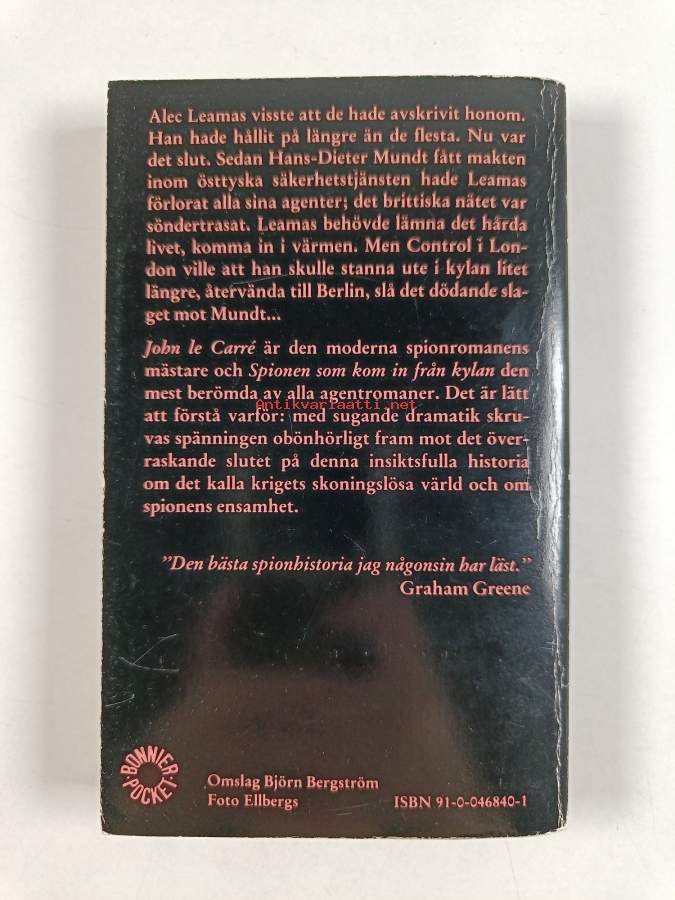 Alec Leamas visste att de hade avskrivit honom.
Han hade hållit på längre än de flesta. Nu var
det slut. Sedan Hans-Dieter Mundt fått makten
inom östtyska säkerhetstjänsten hade Leamas
förlorat alla sina agenter; det brittiska nätet var
söndertrasat. Leamas behövde lämna det hårda
livet, komma in i värmen. Men Control i Lon-
don ville att han skulle stanna ute i kylan litet
längre, återvända till Berlin, slå det dödande sla-
get mot Mundt...
John le Carré är den moderna spionromanens
mästare och Spionen som kom in från kylan den
mest berömda av alla agentromaner. Det är lätt
Antikvariaatti.net
att förstå varför: med sugande dramatik skru-
vas spänningen obönhörligt fram mot det över-
raskande slutet på denna insiktsfulla historia
om det kalla krigets skoningslösa värld och om
spionens ensamhet.
"Den bästa spionhistoria jag någonsin har läst."
Graham Greene
BONNIER
POCKET
Omslag Björn Bergström
Foto Ellbergs
ISBN 91-0-046840-1